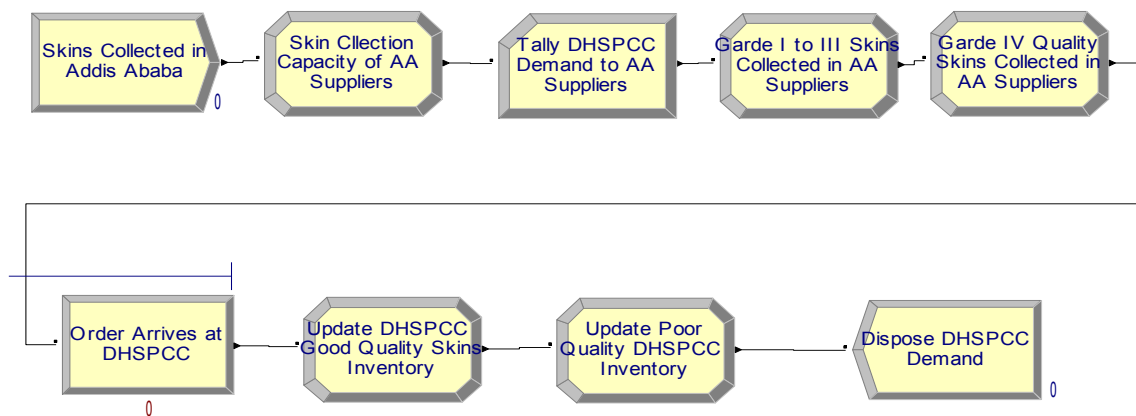 Skins Collected in
Addis Ababa
0
Skin Cllection
Capacity of AA
Suppliers
Tally DHSPCC
Demand to AA
Suppliers
Garde I to III Skins
Collected in AA
Suppliers
Garde IV Quality
Skins Collected in
AA Suppliers
Order Arrives at
DHSPCC
0
Update DHSPCC
Good Quality Skins
Inventory
Update Poor
Quality DHSPCC
Inventory
Dispose DHSPCC
Demand
0